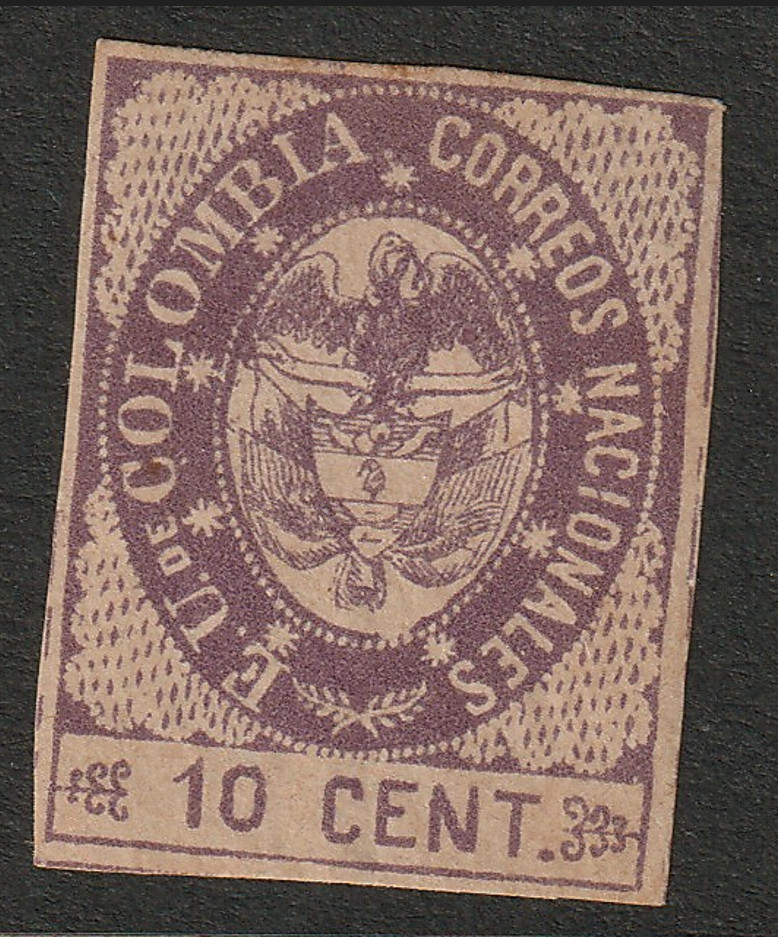 E. U. DE COLOMBIA
CORREOS NACIONALES
10 CENT.